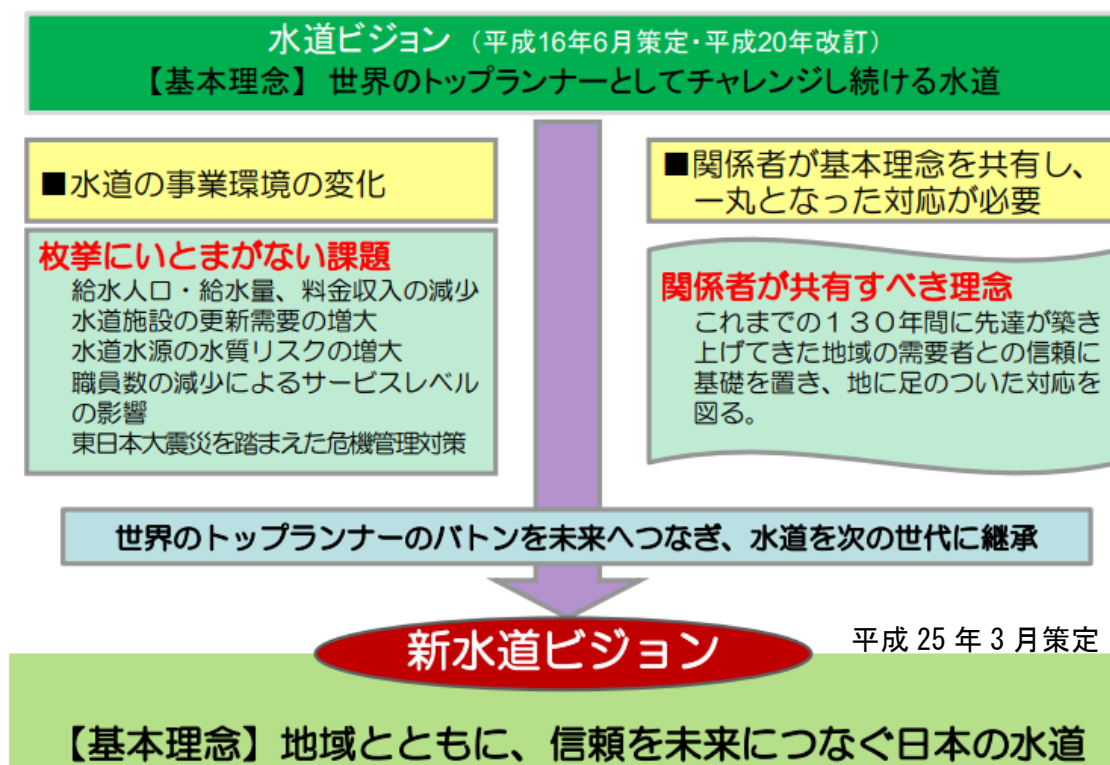 水道ビジョン（平成16年6月策定・平成20年改訂）
【基本理念】 世界のトップランナーとしてチャレンジし続ける水道
■水道の事業環境の変化
枚挙にいとまがない課題
給水人口・給水量、料金収入の減少
水道施設の更新需要の増大
水道水源の水質リスクの増大
職員数の減少によるサービスレベル
の影響
東日本大震災を踏まえた危機管理対策
■関係者が基本理念を共有し、
一丸となった対応が必要
関係者が共有すべき理念
これまでの１３０年間に先達が築き
上げてきた地域の需要者との信頼に
基礎を置き、地に足のついた対応を
図る。
世界のトップランナーのバトンを未来へつなぎ、水道を次の世代に継承
新水道ビジョン
平成 25 年 3 月策定
【基本理念】地域とともに、信頼を未来につなぐ日本の水道